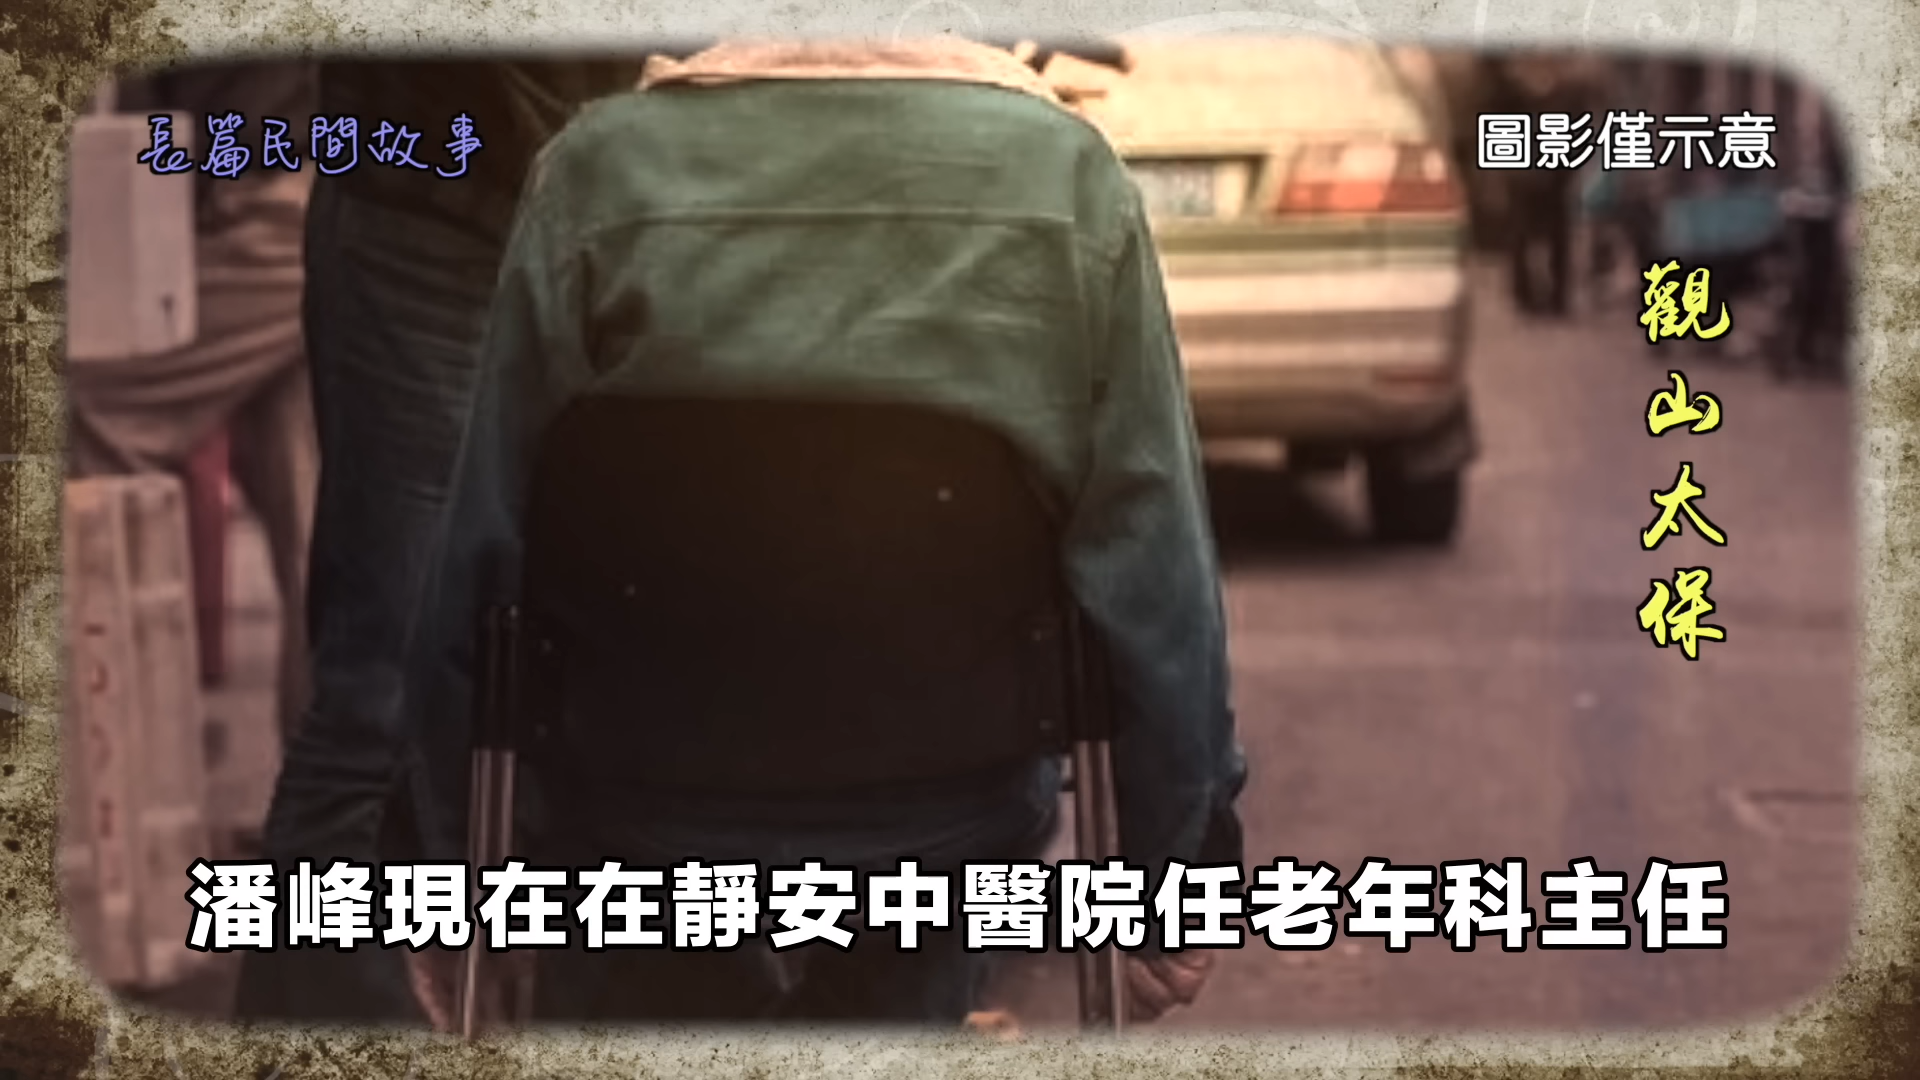 長篇民間故事
圖影僅示意
觀山太保
潘峰現在在靜安中醫院任老年科主任